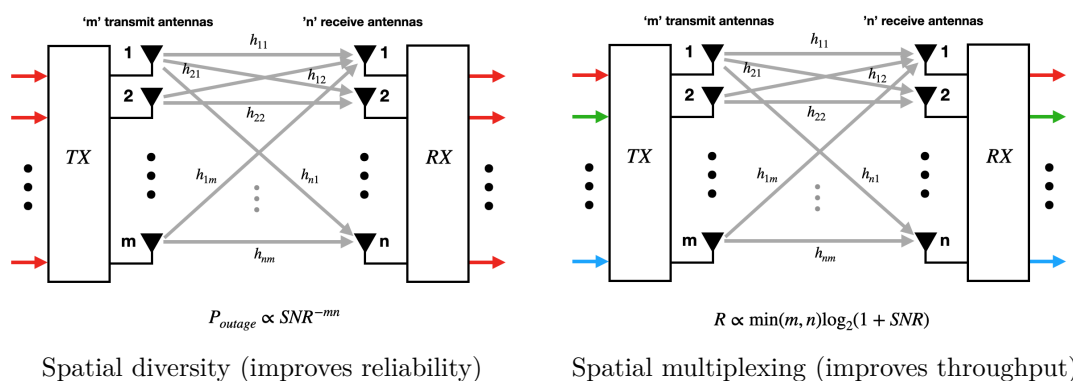 'm' transmit antennas 'n' receive antennas
1 h₁₁ 1
h₂₁ h₁₂
2 h₂₂ 2
TX RX
h₁ₘ hₙ₁
m n
hₙₘ
P_outage ∝ SNR^−mn
Spatial diversity (improves reliability)
'm' transmit antennas 'n' receive antennas
1 h₁₁ 1
h₂₁ h₁₂
2 h₂₂ 2
TX RX
h₁ₘ hₙ₁
m n
hₙₘ
R ∝ min(m, n)log₂(1 + SNR)
Spatial multiplexing (improves throughput)